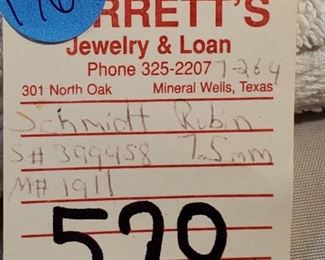 RRETT'S
Jewelry & Loan
Phone 325-2207 7-264
301 North Oak Mineral Wells, Texas
Schmidt Rubin
S# 399458 7.5mm
M# 1911